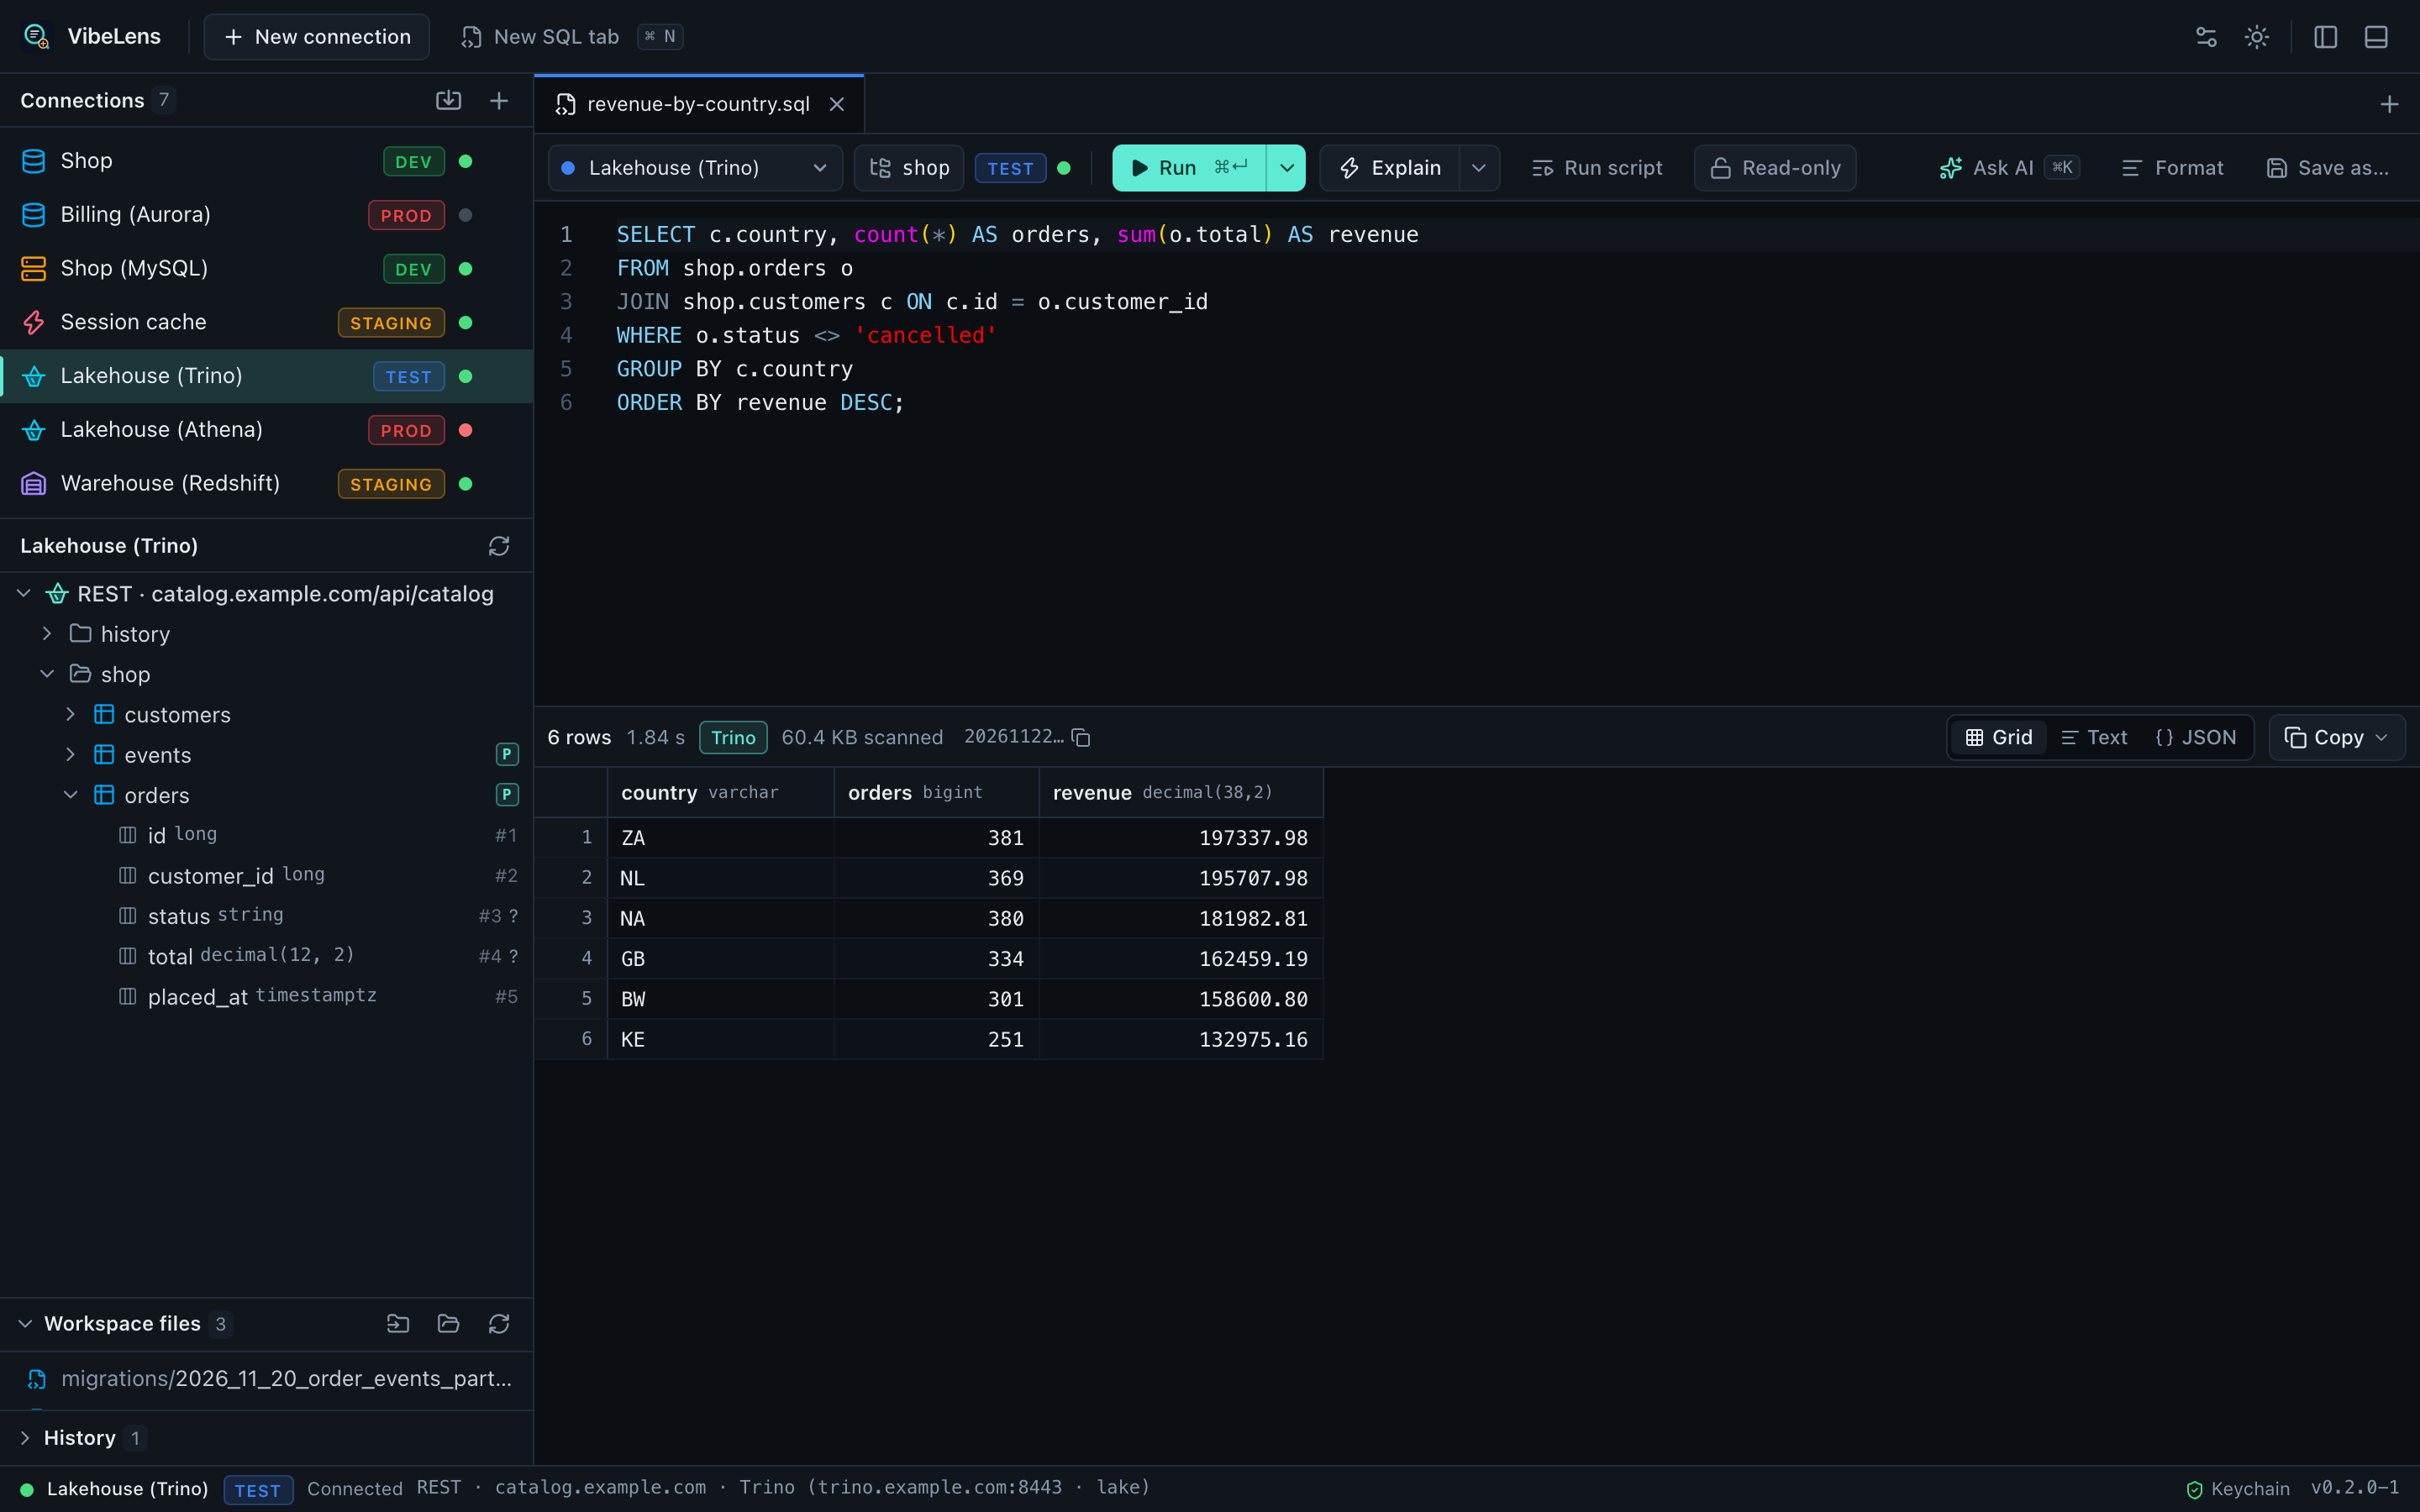 VibeLens
New connection
New SQL tab ⌘ N
Connections 7
Shop DEV
Billing (Aurora) PROD
Shop (MySQL) DEV
Session cache STAGING
Lakehouse (Trino) TEST
Lakehouse (Athena) PROD
Warehouse (Redshift) STAGING
Lakehouse (Trino)
REST · catalog.example.com/api/catalog
history
shop
customers
events P
orders P
id long #1
customer_id long #2
status string #3 ?
total decimal(12, 2) #4 ?
placed_at timestamptz #5
Workspace files 3
migrations/2026_11_20_order_events_part...
History 1
revenue-by-country.sql
Lakehouse (Trino) shop TEST Run ⌘↵ Explain Run script Read-only Ask AI ⌘K Format Save as...
1 SELECT c.country, count(*) AS orders, sum(o.total) AS revenue
2 FROM shop.orders o
3 JOIN shop.customers c ON c.id = o.customer_id
4 WHERE o.status <> 'cancelled'
5 GROUP BY c.country
6 ORDER BY revenue DESC;
6 rows 1.84 s Trino 60.4 KB scanned 20261122… Grid Text {} JSON Copy
country varchar orders bigint revenue decimal(38,2)
1 ZA 381 197337.98
2 NL 369 195707.98
3 NA 380 181982.81
4 GB 334 162459.19
5 BW 301 158600.80
6 KE 251 132975.16
Lakehouse (Trino) TEST Connected REST · catalog.example.com · Trino (trino.example.com:8443 · lake) Keychain v0.2.0-1